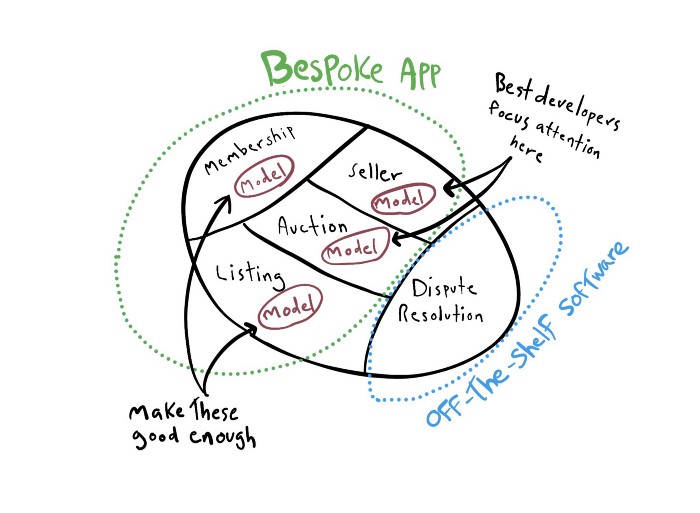 Bespoke App
Best developers
focus attention
here
Membership
Model
Seller
Model
Auction
Model
Listing
Model
Dispute
Resolution
OFF-The-Shelf Software
Make These
good enough